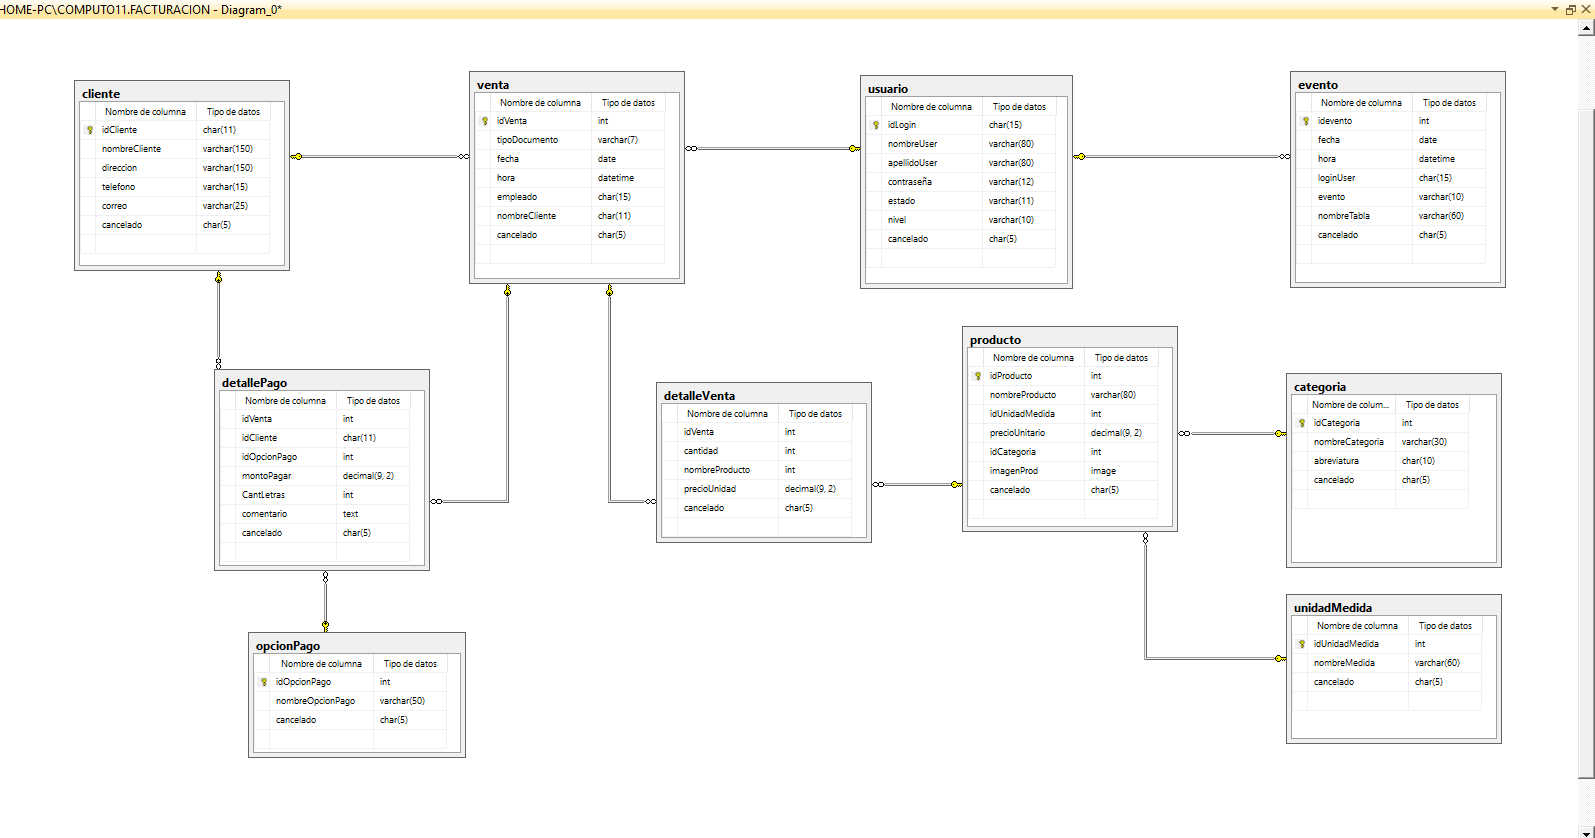 HOME-PC\COMPUTO11.FACTURACION - Diagram_0*
cliente
Nombre de columna Tipo de datos
idCliente char(11)
nombreCliente varchar(150)
direccion varchar(150)
telefono varchar(15)
correo varchar(25)
cancelado char(5)
venta
Nombre de columna Tipo de datos
idVenta int
tipoDocumento varchar(7)
fecha date
hora datetime
empleado char(15)
nombreCliente char(11)
cancelado char(5)
usuario
Nombre de columna Tipo de datos
idLogin char(15)
nombreUser varchar(80)
apellidoUser varchar(80)
contraseña varchar(12)
estado varchar(11)
nivel varchar(10)
cancelado char(5)
evento
Nombre de columna Tipo de datos
idevento int
fecha date
hora datetime
loginUser char(15)
evento varchar(10)
nombreTabla varchar(60)
cancelado char(5)
detallePago
Nombre de columna Tipo de datos
idVenta int
idCliente char(11)
idOpcionPago int
montoPagar decimal(9, 2)
CantLetras int
comentario text
cancelado char(5)
detalleVenta
Nombre de columna Tipo de datos
idVenta int
cantidad int
nombreProducto int
precioUnidad decimal(9, 2)
cancelado char(5)
producto
Nombre de columna Tipo de datos
idProducto int
nombreProducto varchar(80)
idUnidadMedida int
precioUnitario decimal(9, 2)
idCategoria int
imagenProd image
cancelado char(5)
categoria
Nombre de colum... Tipo de datos
idCategoria int
nombreCategoria varchar(30)
abreviatura char(10)
cancelado char(5)
opcionPago
Nombre de columna Tipo de datos
idOpcionPago int
nombreOpcionPago varchar(50)
cancelado char(5)
unidadMedida
Nombre de columna Tipo de datos
idUnidadMedida int
nombreMedida varchar(60)
cancelado char(5)